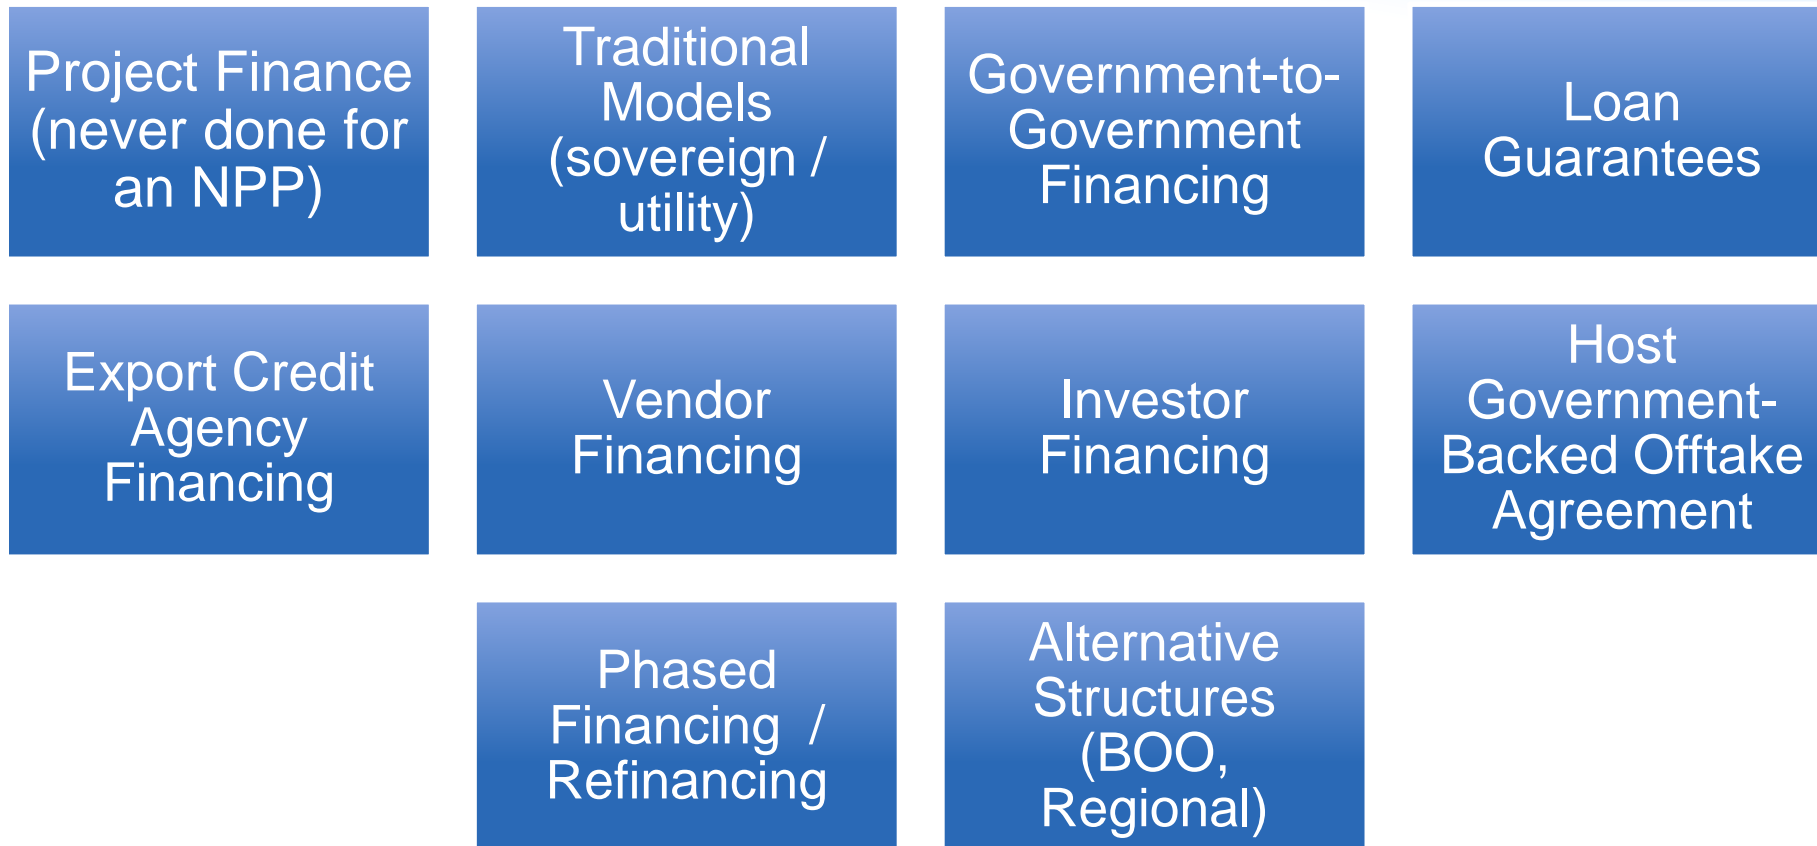 Project Finance
(never done for
an NPP)
Traditional
Models
(sovereign /
utility)
Government-to-
Government
Financing
Loan
Guarantees
Export Credit
Agency
Financing
Vendor
Financing
Investor
Financing
Host
Government-
Backed Offtake
Agreement
Phased
Financing /
Refinancing
Alternative
Structures
(BOO,
Regional)